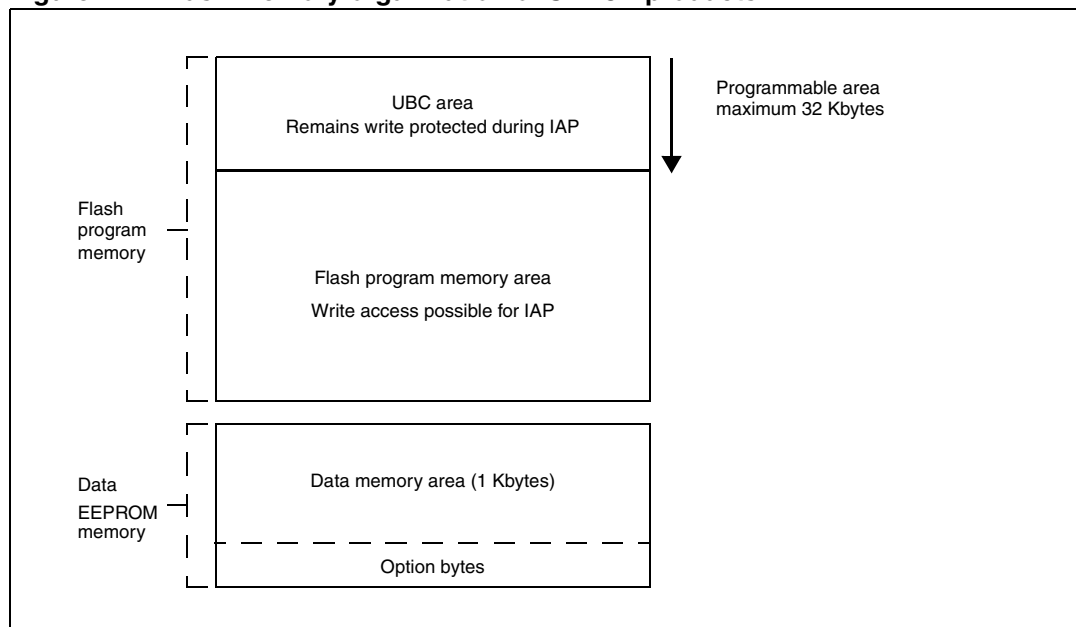 UBC area
Remains write protected during IAP
Programmable area
maximum 32 Kbytes
Flash
program
memory
Flash program memory area
Write access possible for IAP
Data
EEPROM
memory
Data memory area (1 Kbytes)
Option bytes